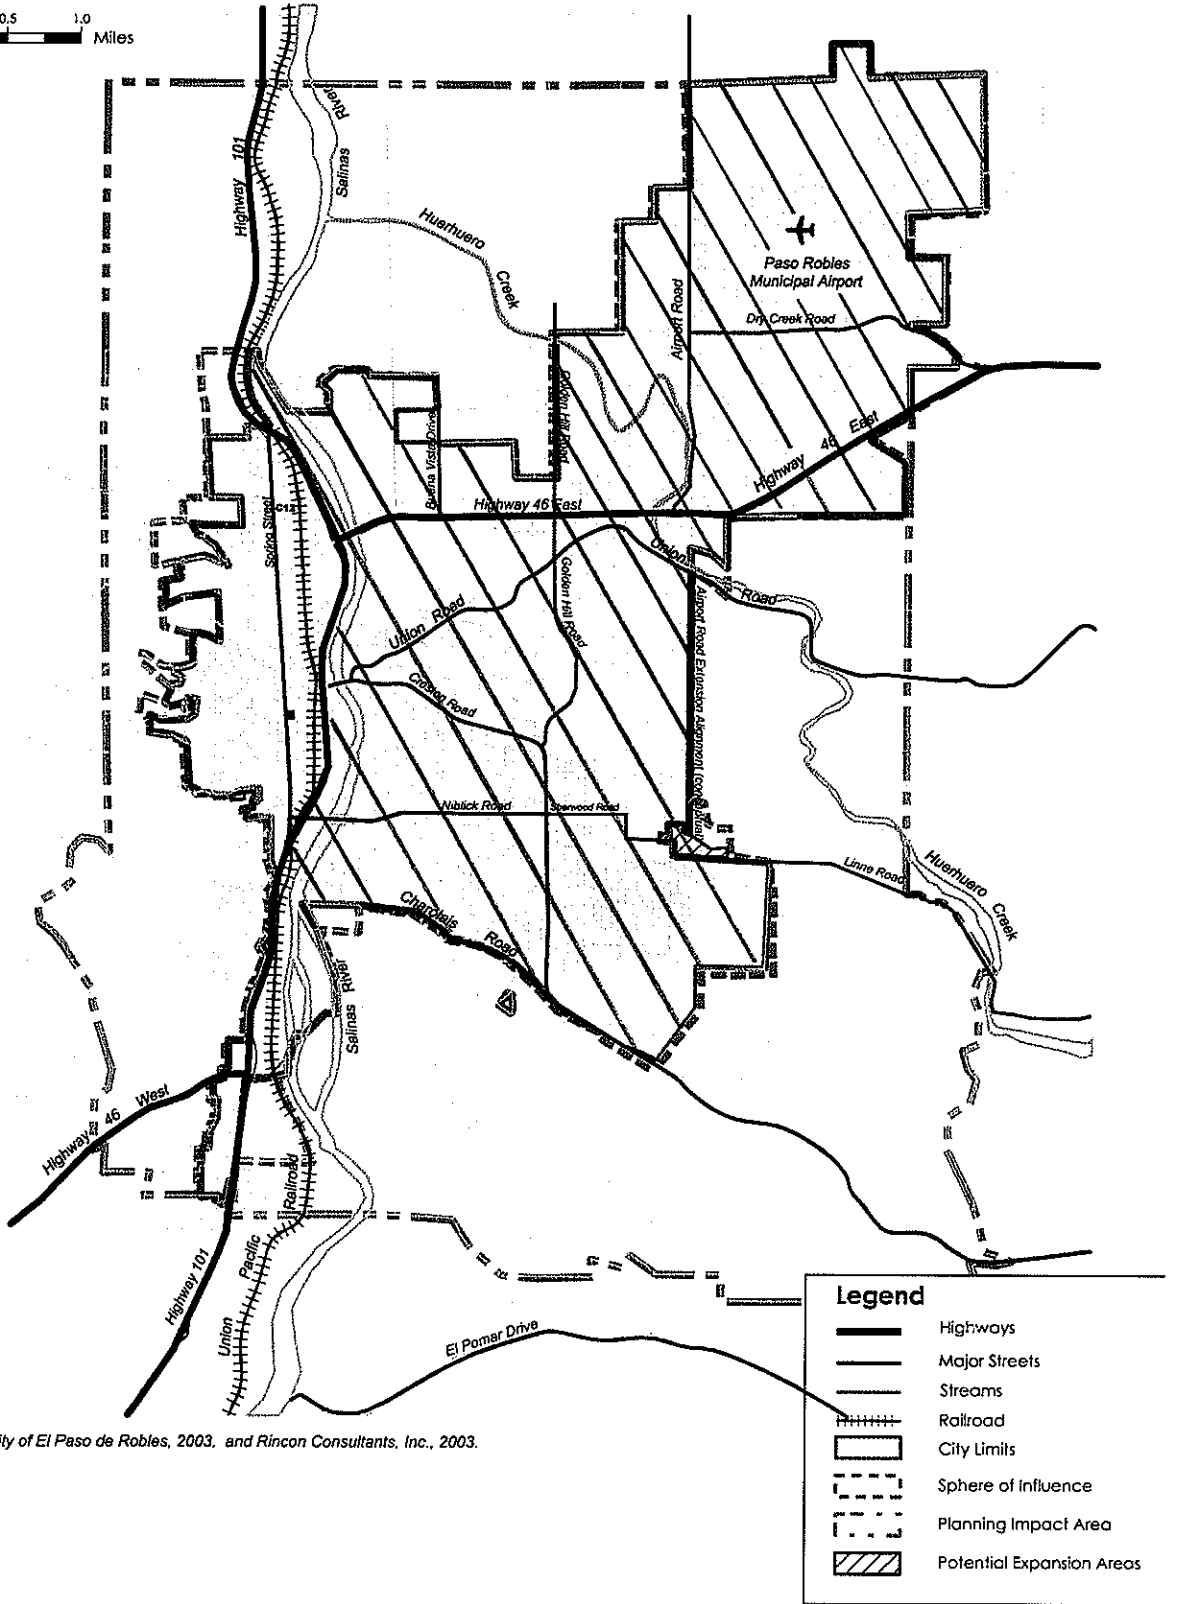 0.5 1.0
Miles
River
Salinas
Highway 101
Huerhuero
Creek
Paso Robles
Municipal Airport
Airport Road
Dry Creek Road
Golden Hill Road
Buena Vista Drive
Highway 46 East
Highway 46 East
Spring Street
Union Road
Union Road
Golden Hill Road
Creston Road
Airport Road Extension Alignment (conceptual)
Niblick Road
Sherwood Road
Linne Road
Huerhuero
Creek
Charolais
Road
Salinas River
Highway 46 West
Railroad
Pacific
Union
Highway 101
El Pomar Drive
Legend
Highways
Major Streets
Streams
Railroad
City Limits
Sphere of Influence
Planning Impact Area
Potential Expansion Areas
ity of El Paso de Robles, 2003, and Rincon Consultants, Inc., 2003.